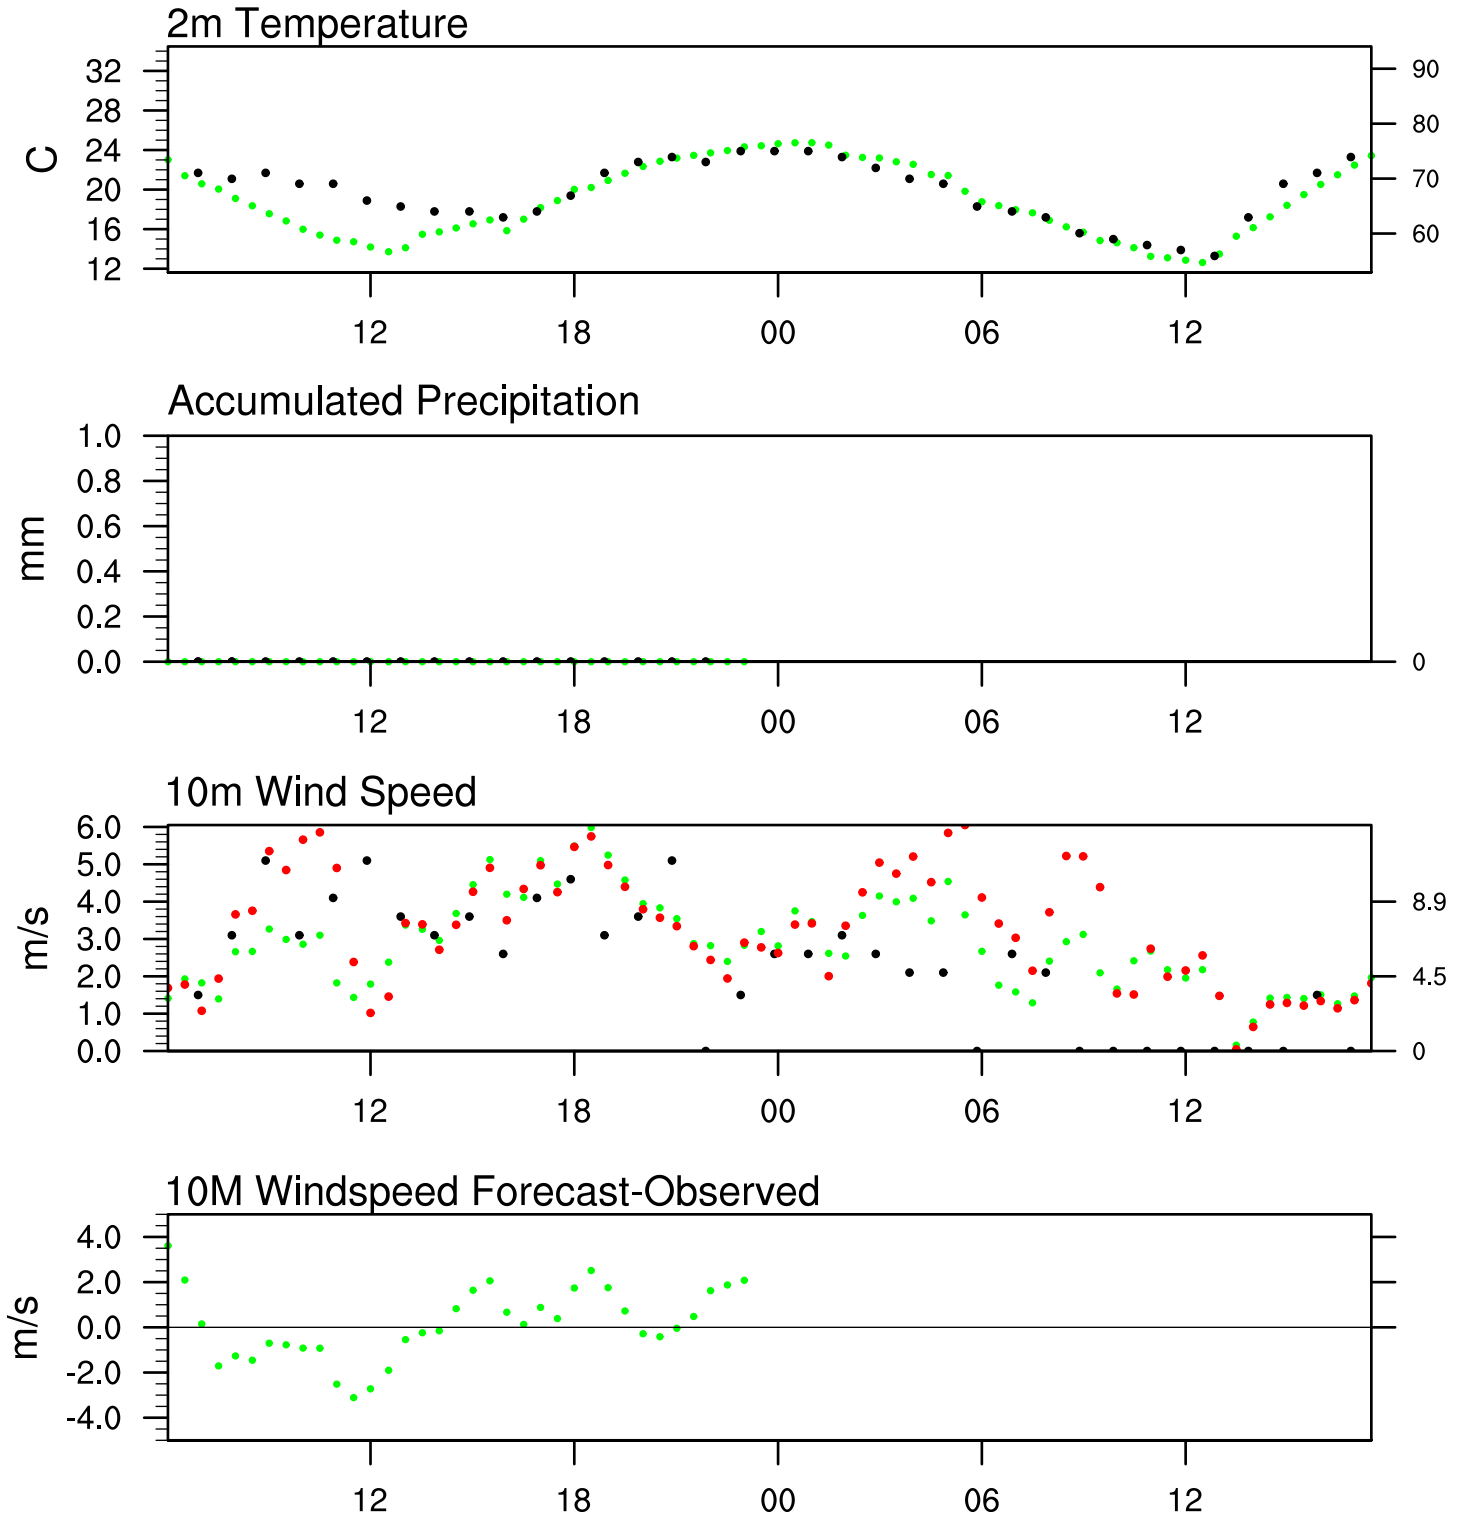 2m Temperature
32
28
24
20
16
12
C
90
80
70
60
12 18 00 06 12
Accumulated Precipitation
1.0
0.8
0.6
0.4
0.2
0.0
mm
0
12 18 00 06 12
10m Wind Speed
6.0
5.0
4.0
3.0
2.0
1.0
0.0
m/s
8.9
4.5
0
12 18 00 06 12
10M Windspeed Forecast-Observed
4.0
2.0
0.0
-2.0
-4.0
m/s
12 18 00 06 12